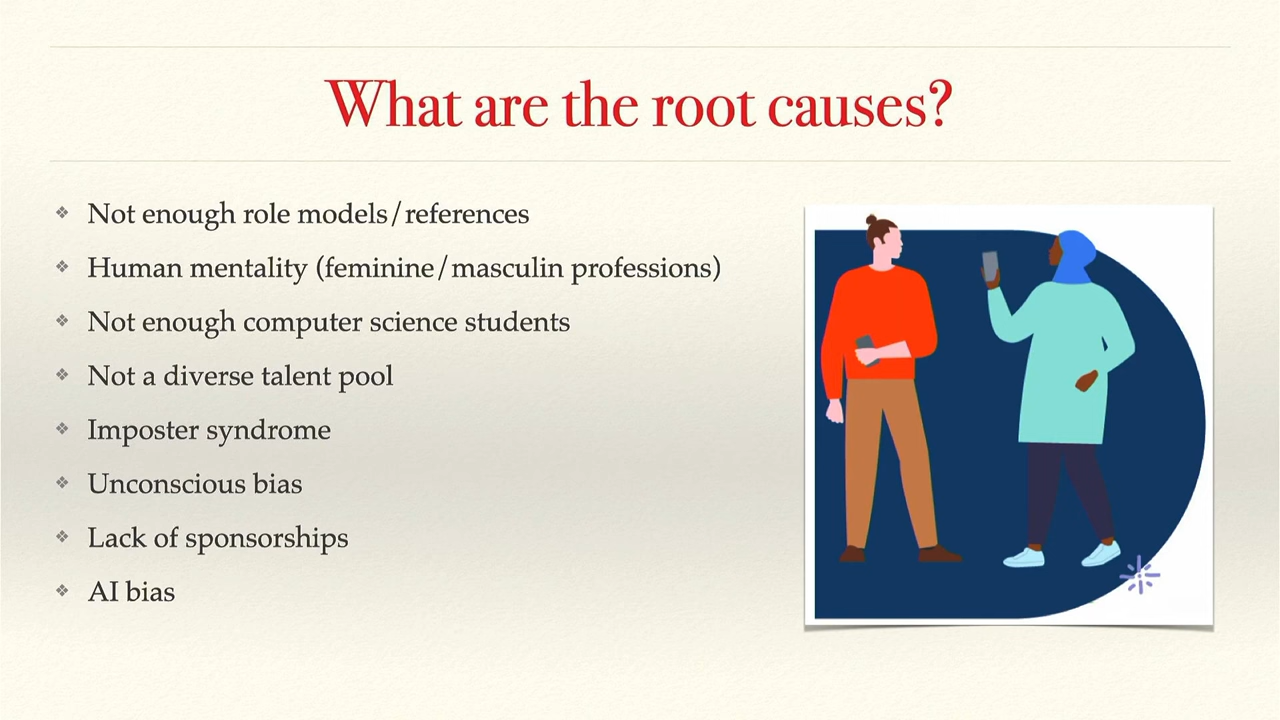 What are the root causes?
Not enough role models/references
Human mentality (feminine/masculin professions)
Not enough computer science students
Not a diverse talent pool
Imposter syndrome
Unconscious bias
Lack of sponsorships
AI bias